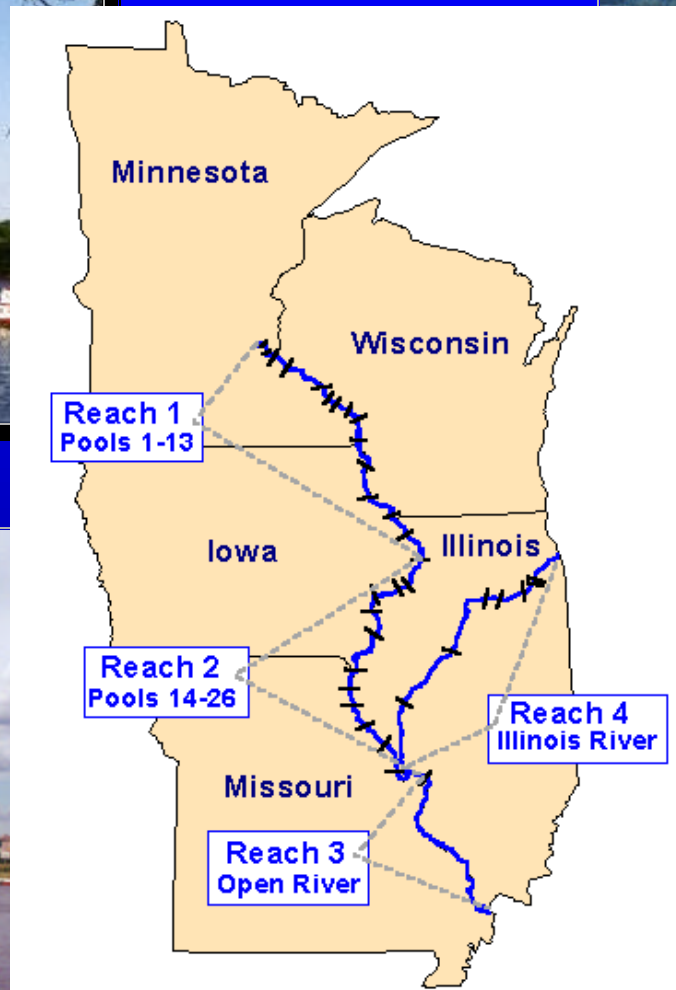 Minnesota
Wisconsin
Reach 1
Pools 1-13
Iowa
Illinois
Reach 2
Pools 14-26
Reach 4
Illinois River
Missouri
Reach 3
Open River